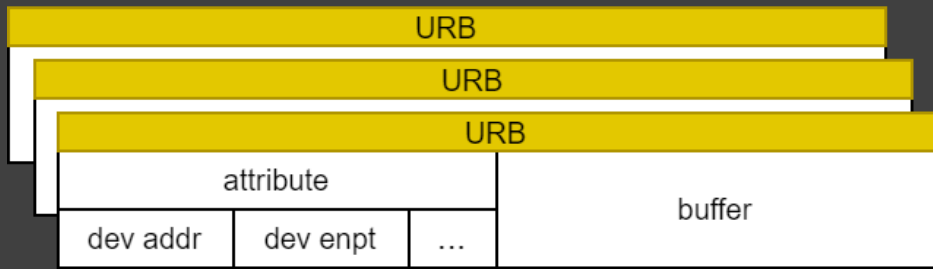 URB
URB
URB
attribute
buffer
dev addr
dev enpt
...